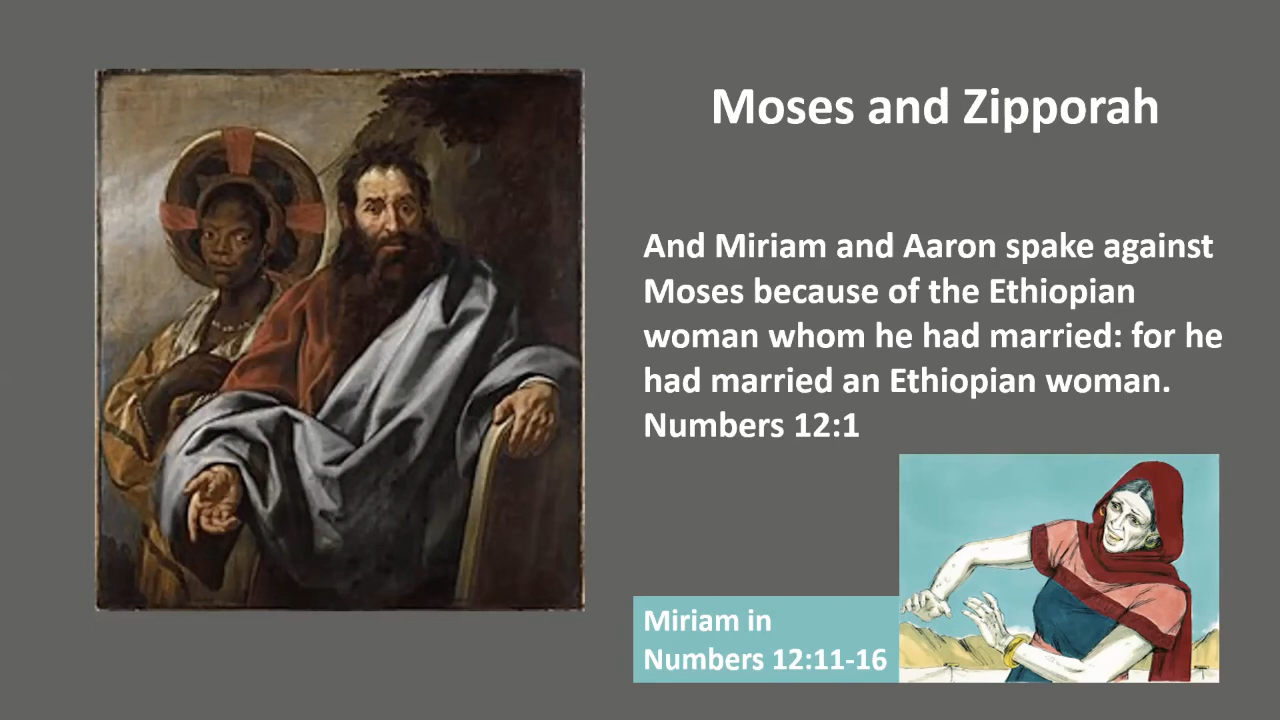 Moses and Zipporah
And Miriam and Aaron spake against
Moses because of the Ethiopian
woman whom he had married: for he
had married an Ethiopian woman.
Numbers 12:1
Miriam in
Numbers 12:11-16